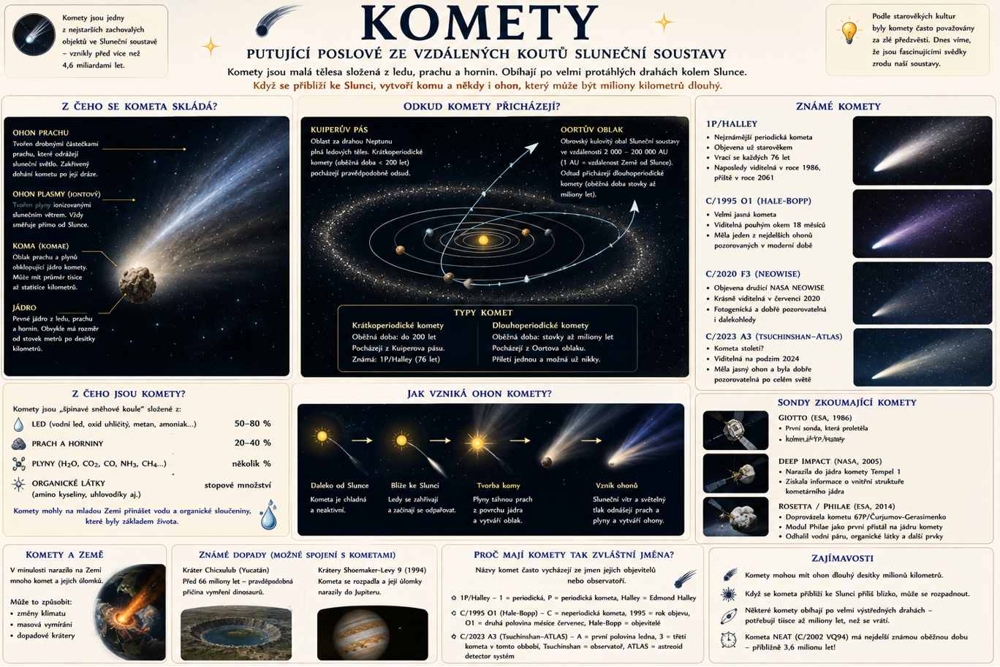 Komety jsou jedny
z nejstarších zachovalých
objektů ve Sluneční soustavě
– vznikly před více než
4,6 miliardami let.
KOMETY
PUTUJÍCÍ POSLOVÉ ZE VZDÁLENÝCH KOUTŮ SLUNEČNÍ SOUSTAVY
Komety jsou malá tělesa složená z ledu, prachu a hornin. Obíhají po velmi protáhlých drahách kolem Slunce.
Když se přiblíží ke Slunci, vytvoří komu a někdy i ohon, který může být miliony kilometrů dlouhý.
Podle starověkých kultur
byly komety často považovány
za zlé předzvěsti. Dnes víme,
že jsou fascinujícími svědky
zrodu naší soustavy.
Z ČEHO SE KOMETA SKLÁDÁ?
OHON PRACHU
Tvořen drobnými částečkami
prachu, které odrážejí
sluneční světlo. Zakřivený
dohání kometu po její dráze.
OHON PLASMY (IONTOVÝ)
Tvořen plyny ionizovanými
slunečním větrem. Vždy
směřuje přímo od Slunce.
KOMA (KOMAE)
Oblak prachu a plynů
obklopující jádro komety.
Může mít průměr tisíce
až statisíce kilometrů.
JÁDRO
Pevné jádro z ledu, prachu
a hornin. Obvykle má rozměr
od stovek metrů po desítky
kilometrů.
ODKUD KOMETY PŘICHÁZEJÍ?
KUIPERŮV PÁS
Oblast za drahou Neptunu
plná ledových těles. Krátkoperiodické
komety (oběžná doba < 200 let)
pocházejí pravědpodobně odsud.
OORTŮV OBLAK
Obrovský kulovitý obal Sluneční soustavy
ve vzdálenosti 2 000 – 200 000 AU
(1 AU = vzdálenost Země od Slunce).
Odtud přicházejí dlouhoperiodické
komety (oběžná doba stovky až
miliony let).
TYPY KOMET
Krátkoperiodické komety
Oběžná doba: do 200 let
Pocházejí z Kuiperova pásu.
Známá: 1P/Halley (76 let)
Dlouhoperiodické komety
Oběžná doba: stovky až miliony let
Pocházejí z Oortova oblaku.
Příletí jednou a možná už nikky.
ZNÁMÉ KOMETY
1P/HALLEY
• Nejznámější periodická kometa
• Objevena už starověkem
• Vrací se každých 76 let
• Naposledy viditelná v roce 1986,
příště v roce 2061
C/1995 O1 (HALE-BOPP)
• Velmi jasná kometa
• Viditelná pouhým okem 18 měsíců
• Měla jeden z nejdelších ohonů
pozorovaných v moderní době
C/2020 F3 (NEOWISE)
• Objevena družicí NASA NEOWISE
• Krásně viditelná v červenci 2020
• Fotogenická a dobře pozorovatelná
i dalekohledy
C/2023 A3 (TSUCHINSHAN–ATLAS)
• Kometa století?
• Viditelná na podzim 2024
• Měla jasný ohon a byla dobře
pozorovatelná po celém světě
Z ČEHO JSOU KOMETY?
Komety jsou „špinavé sněhové koule“ složené z:
LED (vodní led, oxid uhličitý, metan, amoniak...) 50–80 %
PRACH A HORNINY 20–40 %
PLYNY (H₂O, CO₂, CO, NH₃, CH₄...) několik %
ORGANICKÉ LÁTKY stopové množství
(amino kyseliny, uhlovodíky aj.)
Komety mohly na mladou Zemi přinášet vodu a organické sloučeniny,
které byly základem života.
JAK VZNIKÁ OHON KOMETY?
Daleko od Slunce
Kometa je chladná
a neaktivní.
Blíže ke Slunci
Ledy se zahřívají
a začínají se odpařovat.
Tvorba komy
Plyny táhnou prach
z povrchu jádra
a vytváří oblak.
Vznik ohonů
Sluneční vítr a světelný
tlak odnášejí prach a
plyny a vytváří ohony.
SONDY ZKOUMAJÍCÍ KOMETY
GIOTTO (ESA, 1986)
• První sonda, která proletěla
•
DEEP IMPACT (NASA, 2005)
• Narazila do jádra komety Tempel 1
• Získala informace o vnitřní struktuře
kometárního jádra
ROSETTA / PHILAE (ESA, 2014)
• Doprovázela kometu 67P/Čurjumov-Gerasimenko
• Modul Philae jako první přistál na jádru komety
• Odhalil vodní páru, organické látky a další prvky
KOMETY A ZEMĚ
V minulosti narazilo na Zemi
mnoho komet a jejich úlomků.
Může to způsobit:
• změny klimatu
• masová vymírání
• dopadové krátery
ZNÁMÉ DOPADY (MOŽNÉ SPOJENÍ S KOMETAMI)
Kráter Chicxulub (Yucatán)
Před 66 miliony let – pravděpodobná
příčina vymření dinosaurů.
Krátery Shoemaker-Levy 9 (1994)
Kometa se rozpadla a její úlomky
narazily do Jupiteru.
PROČ MAJÍ KOMETY TAK ZVLÁŠTNÍ JMÉNA?
Názvy komet často vycházejí ze jmen jejich objevitelů
nebo observatoří.
1P/Halley – 1 = periodická, P = periodická kometa, Halley = Edmond Halley
C/1995 O1 (Hale-Bopp) – C = neperiodická kometa, 1995 = rok objevu,
O1 = druhá polovina měsíce červenec, Hale-Bopp = objevitelé
C/2023 A3 (Tsuchinshan–ATLAS) – A = první polovina ledna, 3 = třetí
kometa v tomto obbobí, Tsuchinshan = observatoř, ATLAS = astreoid
detector systém
ZAJÍMAVOSTI
Komety mohou mít ohon dlouhý desítky milionů kilometrů.
Když se kometa přiblíží ke Slunci příliš blízko, může se rozpadnout.
Některé komety obíhají po velmi výstředných drahách –
potřebují tiisce až miliony let, než se vrátí.
Kometa NEAT (C/2002 VQ94) má nejdelší známou oběžnou dobu
– přibližně 3,6 milionu let!